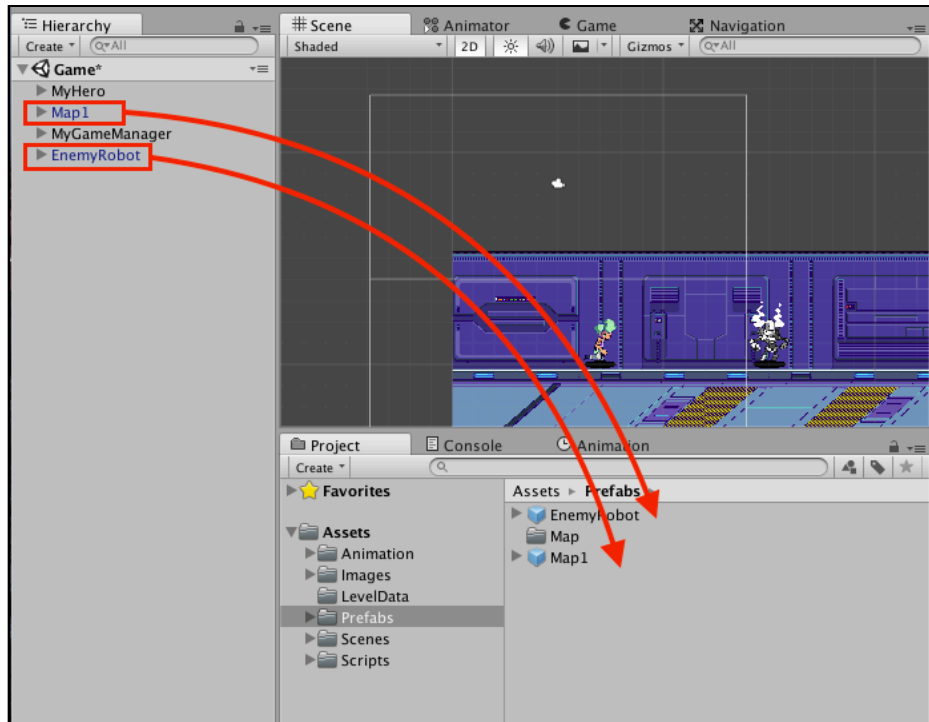 Hierarchy
Create
All
Game*
MyHero
Map1
MyGameManager
EnemyRobot
Scene
Animator
Game
Navigation
Shaded
2D
Gizmos
All
Project
Console
Animation
Create
Favorites
Assets
Animation
Images
LevelData
Prefabs
Scenes
Scripts
Assets Prefabs
EnemyRobot
Map
Map1